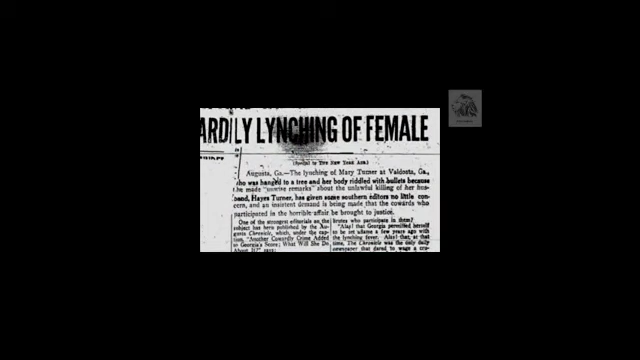 ARDILY LYNCHING OF FEMALE
(Special to The New York Age.)
Augusta, Ga.—The lynching of Mary Turner at Valdosta, Ga.,
who was hanged to a tree and her body riddled with bullets because
she made "unwise remarks" about the unlawful killing of her hus-
band, Hayes Turner, has given some southern editors no little con-
cern, and an insistent demand is being made that the cowards who
participated in the horrible affair be brought to justice.
One of the strongest editorials on the
subject has been published by the Au-
gusta Chronicle, which, under the cap-
tion, "Another Cowardly Crime Added
to Georgia's Score; What Will She Do
About It?" says:
brutes who participate in them?
"Alas! that Georgia permitted herself
to be set aflame a few years ago with
the lynching fever. Alas! that, at that
time, The Chronicle was the only daily
newspaper that dared to wage a cru-